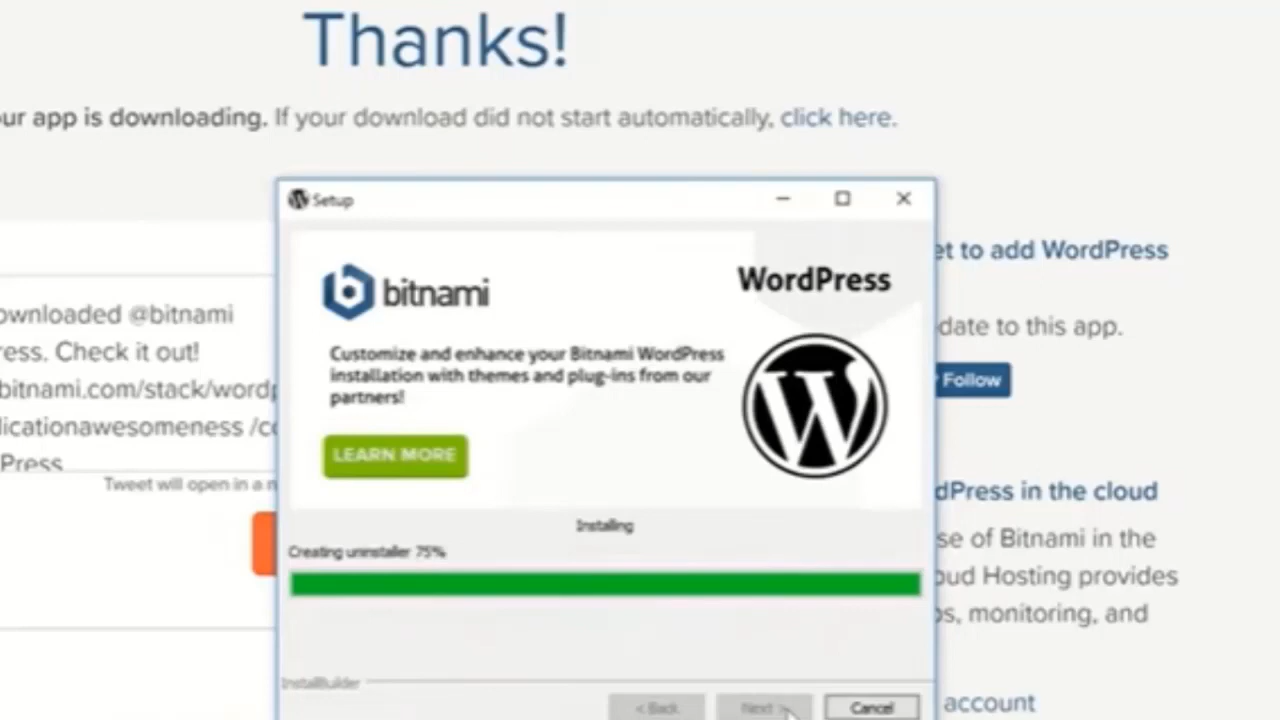 Thanks!
ur app is downloading. If your download did not start automatically, click here.
Setup
bitnami
WordPress
Customize and enhance your Bitnami WordPress
installation with themes and plug-ins from our
partners!
LEARN MORE
Installing
Creating uninstaller 75%
InstallBuilder
< Back
Next >
Cancel
ownloaded @bitnami
ress. Check it out!
bitnami.com/stack/wordp
licationawesomeness /co
Press
Tweet will open in a n
et to add WordPress
date to this app.
Follow
dPress in the cloud
se of Bitnami in the
oud Hosting provides
os, monitoring, and
account